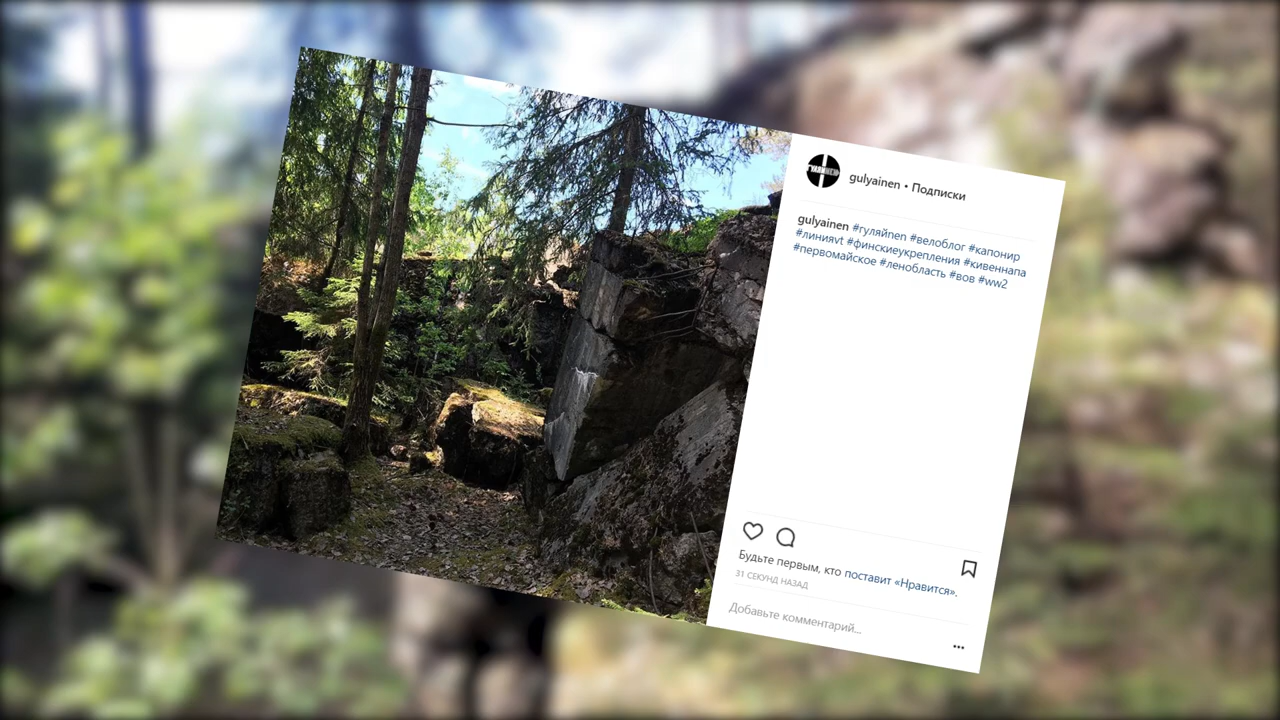 gulyainen • Подписки
gulyainen #гуляйnen #велоблог #капонир
#линияvt #финскиеукрепления #кивеннапа
#первомайское #ленобласть #вов #ww2
Будьте первым, кто поставит «Нравится».
31 СЕКУНД НАЗАД
Добавьте комментарий...